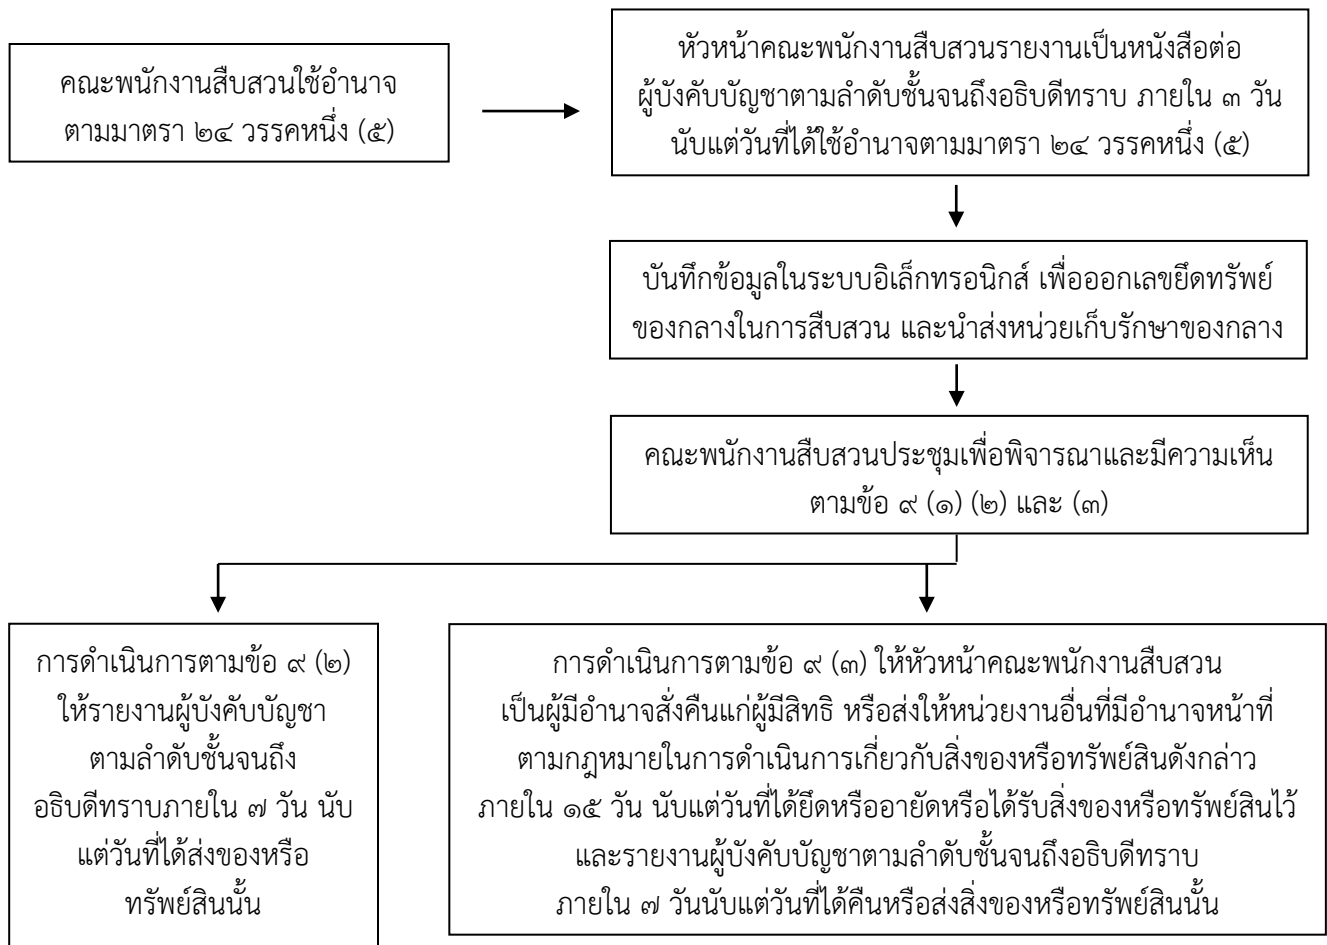 คณะพนักงานสืบสวนใช้อำนาจ
ตามมาตรา ๒๔ วรรคหนึ่ง (๕)
หัวหน้าคณะพนักงานสืบสวนรายงานเป็นหนังสือต่อ
ผู้บังคับบัญชาตามลำดับชั้นจนถึงอธิบดีทราบ ภายใน ๓ วัน
นับแต่วันที่ได้ใช้อำนาจตามมาตรา ๒๔ วรรคหนึ่ง (๕)
บันทึกข้อมูลในระบบอิเล็กทรอนิกส์ เพื่อออกเลขยึดทรัพย์
ของกลางในการสืบสวน และนำส่งหน่วยเก็บรักษาของกลาง
คณะพนักงานสืบสวนประชุมเพื่อพิจารณาและมีความเห็น
ตามข้อ ๙ (๑) (๒) และ (๓)
การดำเนินการตามข้อ ๙ (๒)
ให้รายงานผู้บังคับบัญชา
ตามลำดับชั้นจนถึง
อธิบดีทราบภายใน ๗ วัน นับ
แต่วันที่ได้ส่งของหรือ
ทรัพย์สินนั้น
การดำเนินการตามข้อ ๙ (๓) ให้หัวหน้าคณะพนักงานสืบสวน
เป็นผู้มีอำนาจสั่งคืนแก่ผู้มีสิทธิ หรือส่งให้หน่วยงานอื่นที่มีอำนาจหน้าที่
ตามกฎหมายในการดำเนินการเกี่ยวกับสิ่งของหรือทรัพย์สินดังกล่าว
ภายใน ๑๕ วัน นับแต่วันที่ได้ยึดหรืออายัดหรือได้รับสิ่งของหรือทรัพย์สินไว้
และรายงานผู้บังคับบัญชาตามลำดับชั้นจนถึงอธิบดีทราบ
ภายใน ๗ วันนับแต่วันที่ได้คืนหรือส่งสิ่งของหรือทรัพย์สินนั้น